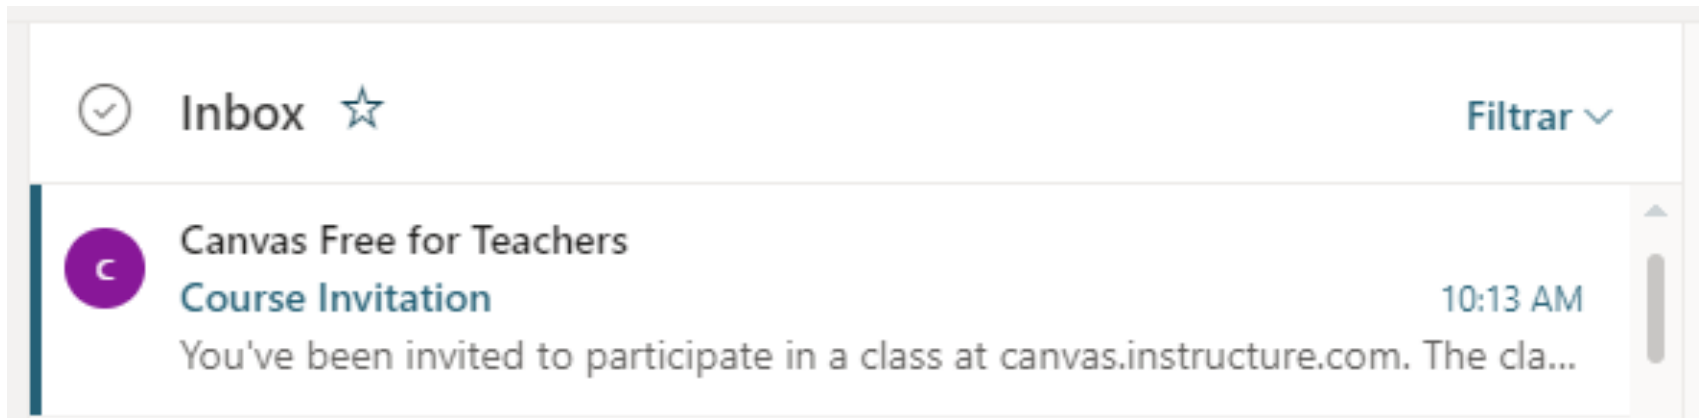 Inbox
Filtrar
C
Canvas Free for Teachers
Course Invitation
10:13 AM
You've been invited to participate in a class at canvas.instructure.com. The cla...